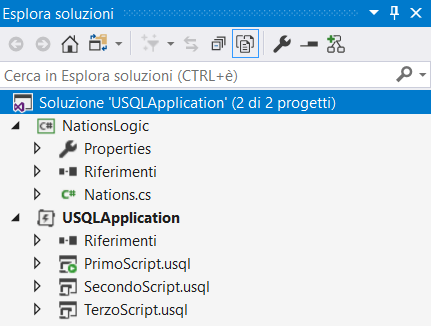 Esplora soluzioni
Cerca in Esplora soluzioni (CTRL+è)
Soluzione 'USQLApplication' (2 di 2 progetti)
C# NationsLogic
Properties
Riferimenti
C# Nations.cs
USQLApplication
Riferimenti
PrimoScript.usql
SecondoScript.usql
TerzoScript.usql